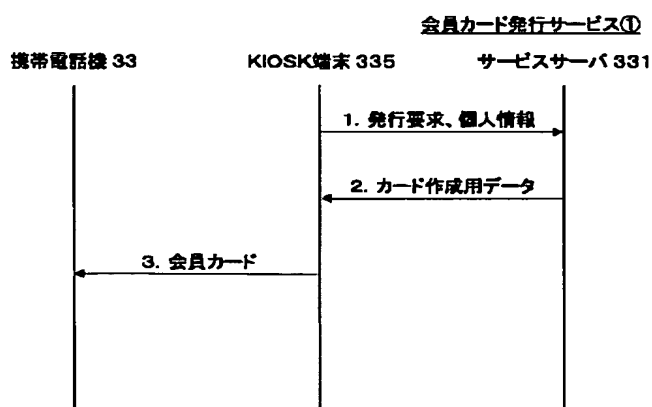 会員カード発行サービス①
携帯電話機 33 KIOSK端末 335 サービスサーバ 331
1. 発行要求、個人情報
2. カード作成用データ
3. 会員カード